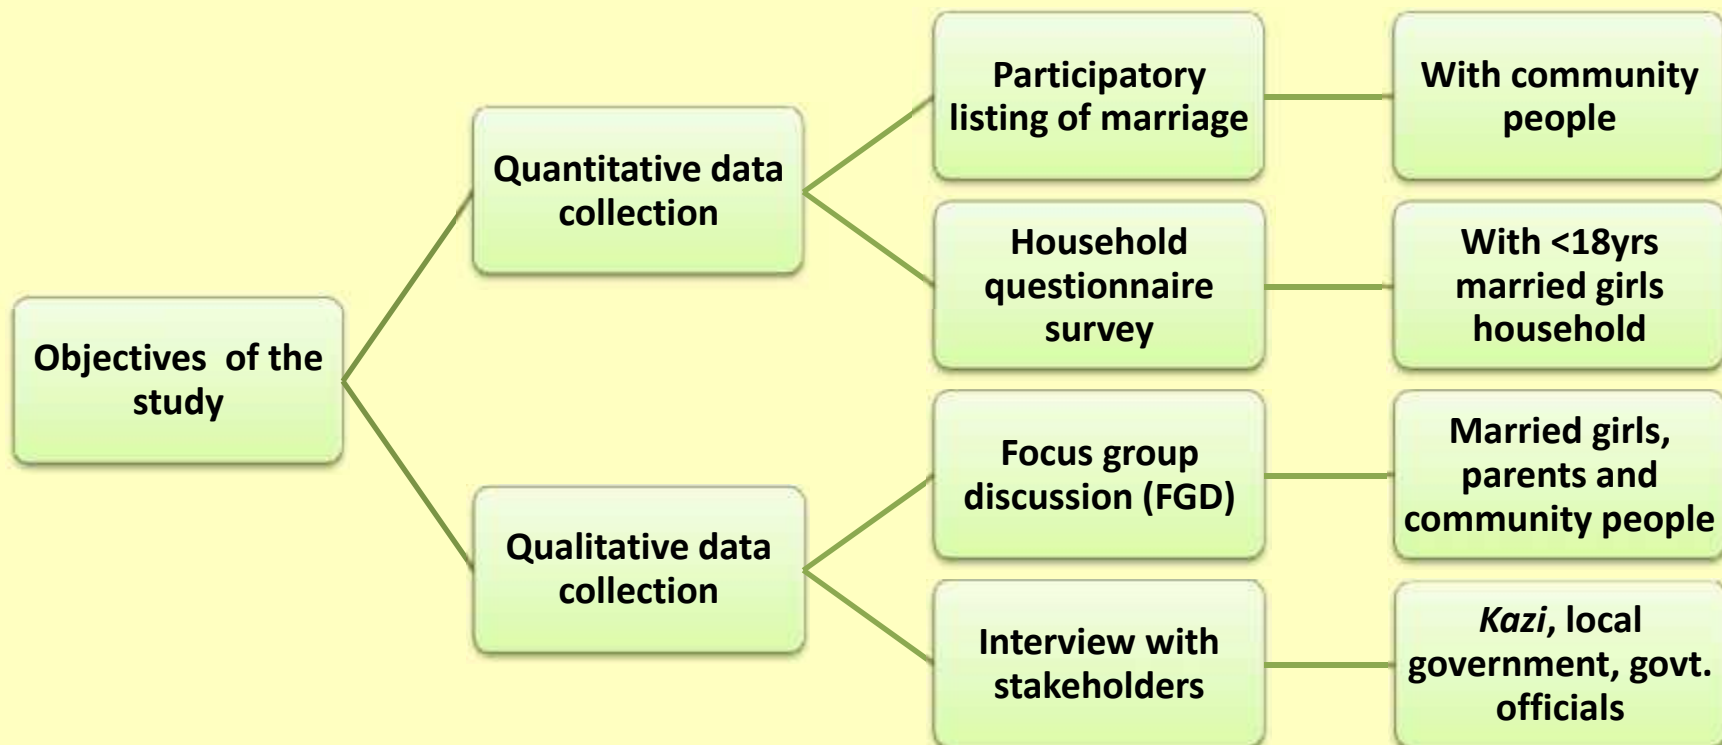 Objectives of the
study
Quantitative data
collection
Qualitative data
collection
Participatory
listing of marriage
Household
questionnaire
survey
Focus group
discussion (FGD)
Interview with
stakeholders
With community
people
With <18yrs
married girls
household
Married girls,
parents and
community people
Kazi, local
government, govt.
officials